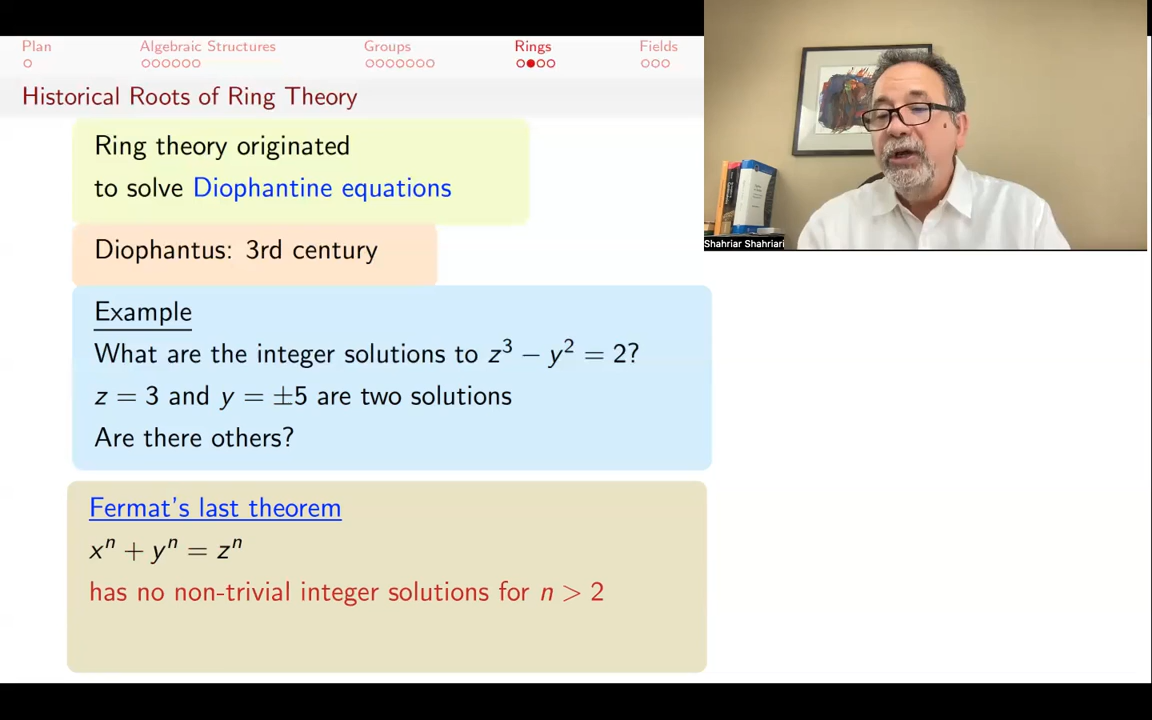 Plan Algebraic Structures Groups Rings Fields
Historical Roots of Ring Theory
Ring theory originated
to solve Diophantine equations
Diophantus: 3rd century
Example
What are the integer solutions to z³ − y² = 2?
z = 3 and y = ±5 are two solutions
Are there others?
Fermat's last theorem
xⁿ + yⁿ = zⁿ
has no non-trivial integer solutions for n > 2
Shahriar Shahriari